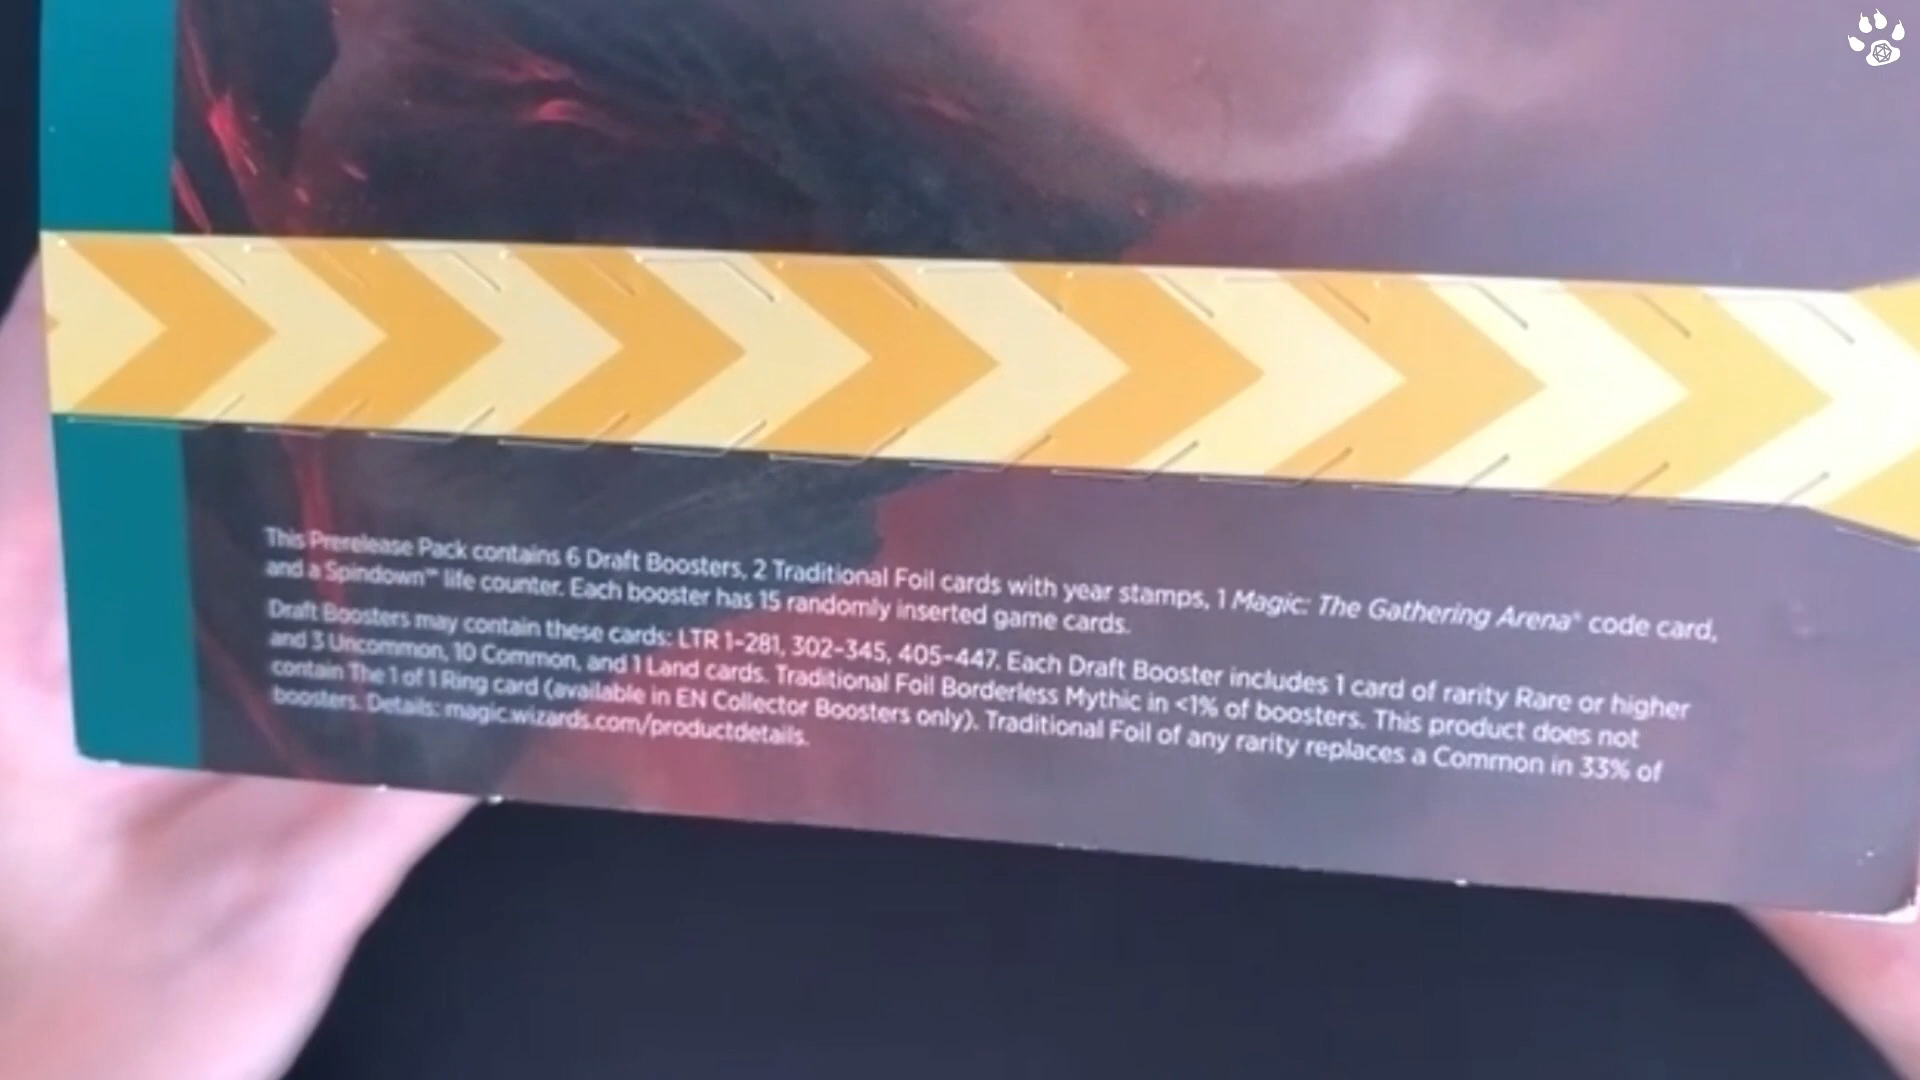 This Prerelease Pack contains 6 Draft Boosters, 2 Traditional Foil cards with year stamps, 1 Magic: The Gathering Arena® code card,
and a Spindown™ life counter. Each booster has 15 randomly inserted game cards.
Draft Boosters may contain these cards: LTR 1-281, 302-345, 405-447. Each Draft Booster includes 1 card of rarity Rare or higher
and 3 Uncommon, 10 Common, and 1 Land cards. Traditional Foil Borderless Mythic in <1% of boosters. This product does not
contain The 1 of 1 Ring card (available in EN Collector Boosters only). Traditional Foil of any rarity replaces a Common in 33% of
boosters. Details: magic.wizards.com/productdetails.